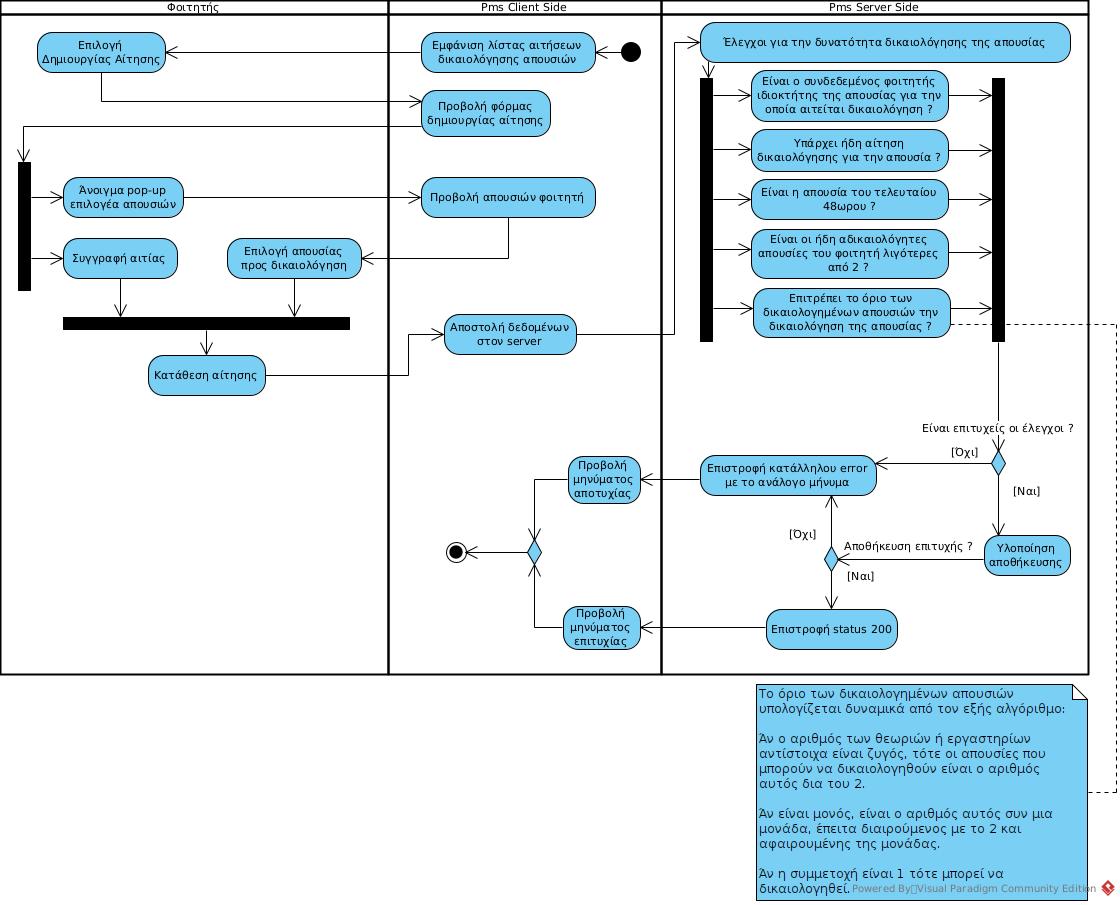 Φοιτητής
Pms Client Side
Pms Server Side
Επιλογή
Δημιουργίας Αίτησης
Εμφάνιση λίστας αιτήσεων
δικαιολόγησης απουσιών
Προβολή φόρμας
δημιουργίας αίτησης
Άνοιγμα pop-up
επιλογέα απουσιών
Προβολή απουσιών φοιτητή
Συγγραφή αιτίας
Επιλογή απουσίας
προς δικαιολόγηση
Κατάθεση αίτησης
Αποστολή δεδομένων
στον server
Έλεγχοι για την δυνατότητα δικαιολόγησης της απουσίας
Είναι ο συνδεδεμένος φοιτητής
ιδιοκτήτης της απουσίας για την
οποία αιτείται δικαιολόγηση ?
Υπάρχει ήδη αίτηση
δικαιολόγησης για την απουσία ?
Είναι η απουσία του τελευταίου
48ωρου ?
Είναι οι ήδη αδικαιολόγητες
απουσίες του φοιτητή λιγότερες
από 2 ?
Επιτρέπει το όριο των
δικαιολογημένων απουσιών την
δικαιολόγηση της απουσίας ?
Είναι επιτυχείς οι έλεγχοι ?
[Όχι]
[Ναι]
Επιστροφή κατάλληλου error
με το ανάλογο μήνυμα
Προβολή
μηνύματος
αποτυχίας
[Όχι]
Αποθήκευση επιτυχής ?
[Ναι]
Υλοποίηση
αποθήκευσης
Επιστροφή status 200
Προβολή
μηνύματος
επιτυχίας
Το όριο των δικαιολογημένων απουσιών
υπολογίζεται δυναμικά από τον εξής αλγόριθμο:
Άν ο αριθμός των θεωριών ή εργαστηρίων
αντίστοιχα είναι ζυγός, τότε οι απουσίες που
μπορούν να δικαιολογηθούν είναι ο αριθμός
αυτός δια του 2.
Άν είναι μονός, είναι ο αριθμός αυτός συν μια
μονάδα, έπειτα διαιρούμενος με το 2 και
αφαιρουμένης της μονάδας.
Άν η συμμετοχή είναι 1 τότε μπορεί να
δικαιολογηθεί.
Powered By Visual Paradigm Community Edition